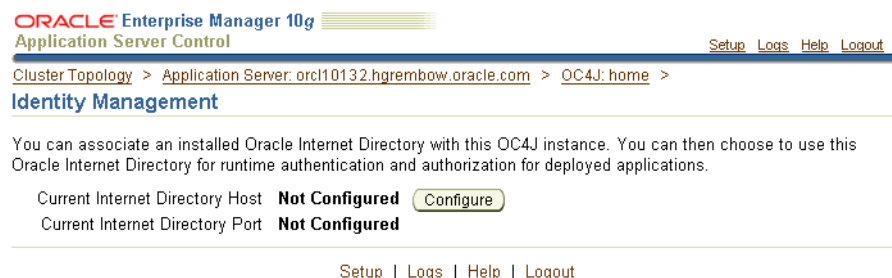 ORACLE Enterprise Manager 10g
Application Server Control
Setup Logs Help Logout
Cluster Topology > Application Server: orcl10132.hgrembow.oracle.com > OC4J: home >
Identity Management
You can associate an installed Oracle Internet Directory with this OC4J instance. You can then choose to use this
Oracle Internet Directory for runtime authentication and authorization for deployed applications.
Current Internet Directory Host Not Configured Configure
Current Internet Directory Port Not Configured
Setup | Logs | Help | Logout